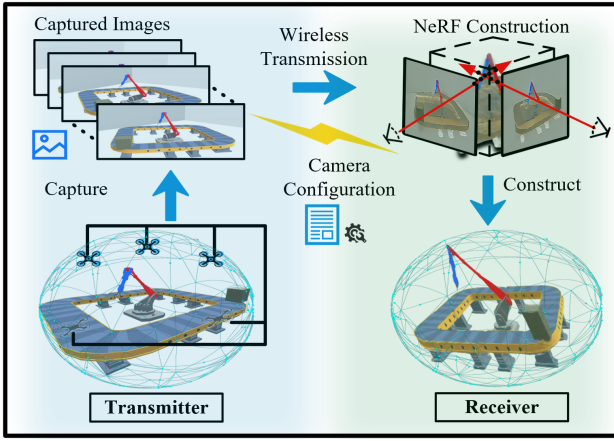 Captured Images
Wireless
Transmission
NeRF Construction
Capture
Camera
Configuration
Construct
Transmitter
Receiver